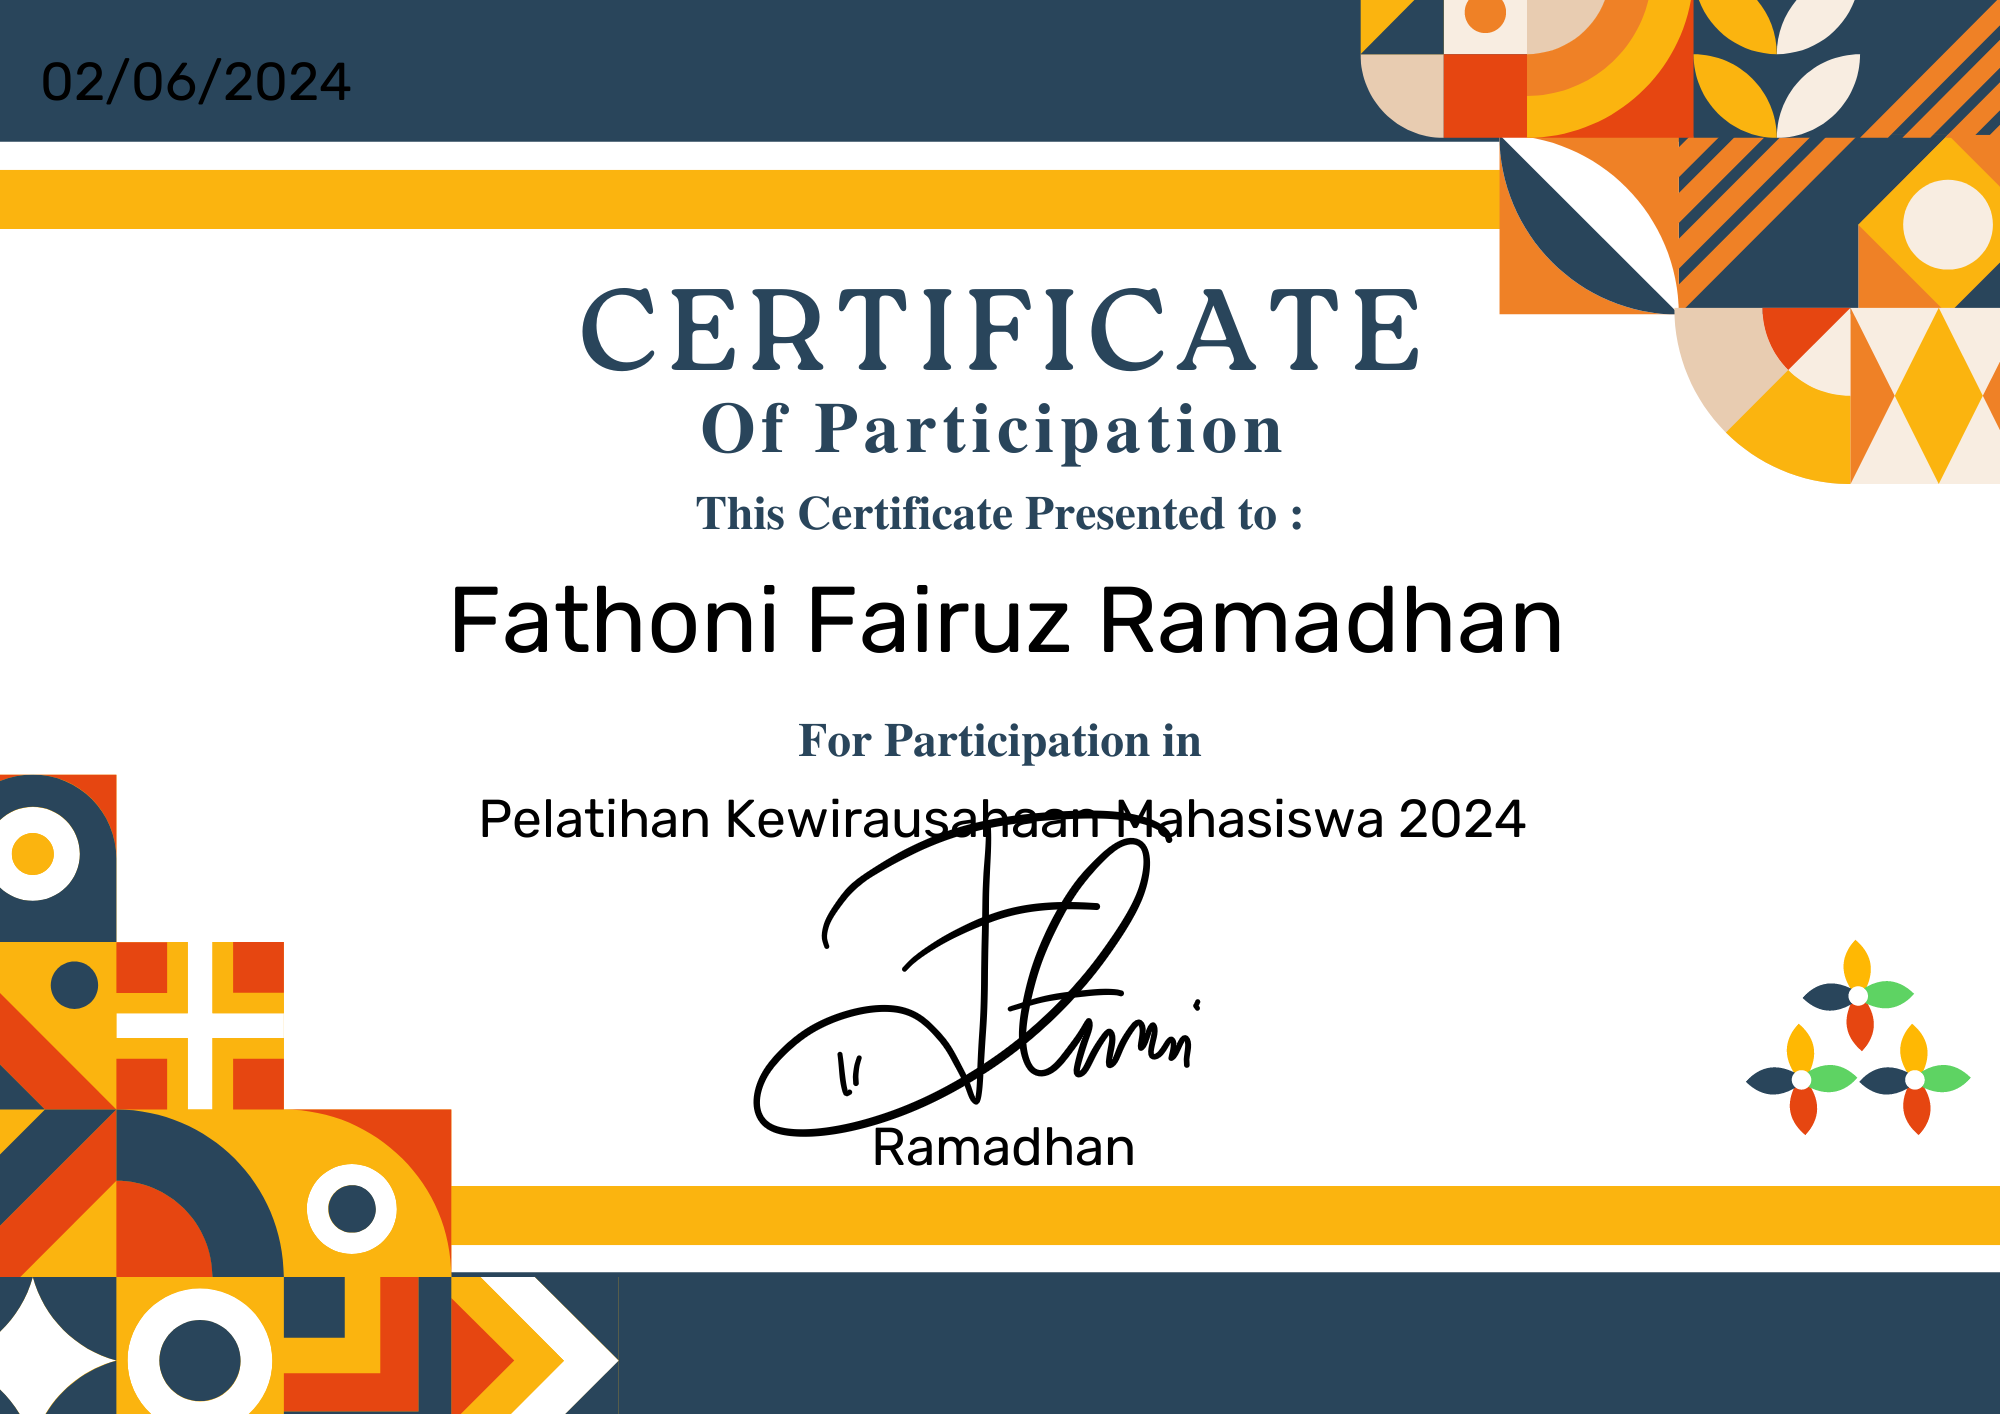 02/06/2024
CERTIFICATE
Of Participation
This Certificate Presented to :
Fathoni Fairuz Ramadhan
For Participation in
Pelatihan Kewirausahaan Mahasiswa 2024
Ramadhan